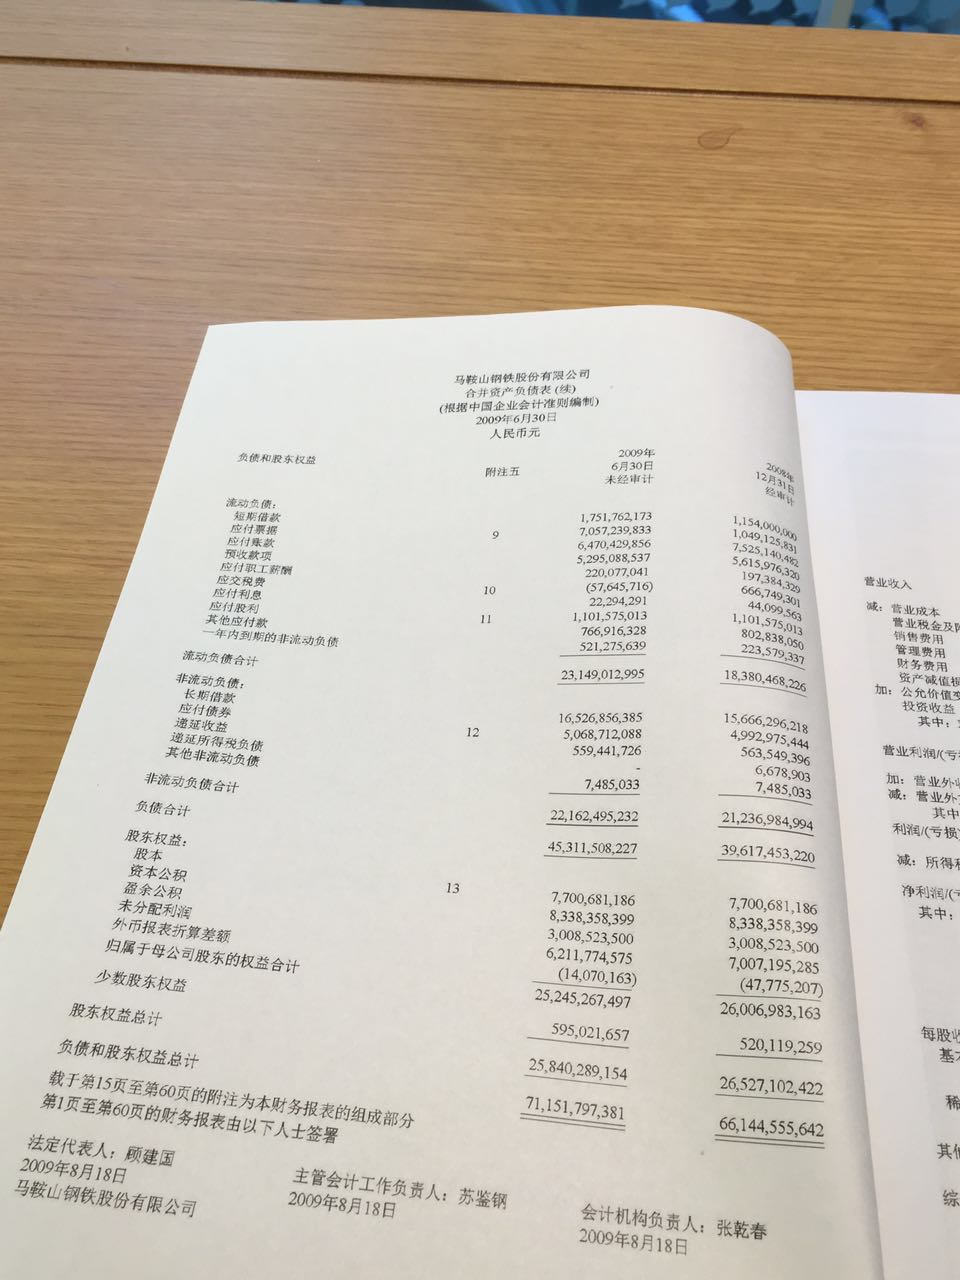 马鞍山钢铁股份有限公司
合并资产负债表 (续)
(根据中国企业会计准则编制)
2009年6月30日
人民币元
负债和股东权益 附注五 2009年 6月30日 未经审计 2008年 12月31日 经审计
流动负债：
短期借款 1,751,762,173 1,154,000,000
应付票据 9 7,057,239,833 1,049,125,831
应付账款 6,470,429,856 7,525,140,482
预收款项 5,295,088,537 5,615,976,320
应付职工薪酬 220,077,041 197,384,329
应交税费 10 (57,645,716) 666,749,301
应付利息 22,294,291 44,099,563
应付股利 11 1,101,575,013 1,101,575,013
其他应付款 766,916,328 802,838,050
一年内到期的非流动负债 521,275,639 223,579,337
流动负债合计 23,149,012,995 18,380,468,226
非流动负债：
长期借款 16,526,856,385 15,666,296,218
应付债券 12 5,068,712,088 4,992,975,444
递延收益 559,441,726 563,549,396
递延所得税负债 - 6,678,903
其他非流动负债 7,485,033 7,485,033
非流动负债合计 22,162,495,232 21,236,984,994
负债合计 45,311,508,227 39,617,453,220
股东权益：
股本 13 7,700,681,186 7,700,681,186
资本公积 8,338,358,399 8,338,358,399
盈余公积 3,008,523,500 3,008,523,500
未分配利润 6,211,774,575 7,007,195,285
外币报表折算差额 (14,070,163) (47,775,207)
归属于母公司股东的权益合计 25,245,267,497 26,006,983,163
少数股东权益 595,021,657 520,119,259
股东权益总计 25,840,289,154 26,527,102,422
负债和股东权益总计 71,151,797,381 66,144,555,642
载于第15页至第60页的附注为本财务报表的组成部分
第1页至第60页的财务报表由以下人士签署
法定代表人：顾建国 主管会计工作负责人：苏鉴钢 会计机构负责人：张乾春
2009年8月18日 2009年8月18日 2009年8月18日
马鞍山钢铁股份有限公司
营业收入
减：营业成本
营业税金及
销售费用
管理费用
财务费用
资产减值
加：公允价值
投资收益
其中：
营业利润/(亏
加：营业外
减：营业外
其中
利润/(亏损)
减：所得
净利润/(
其中：
每股
基
稀
其
综